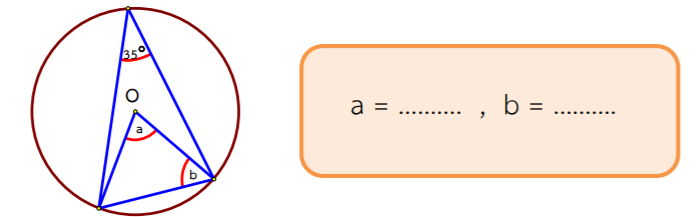 35°
O
a
b
a = .......... , b = ..........